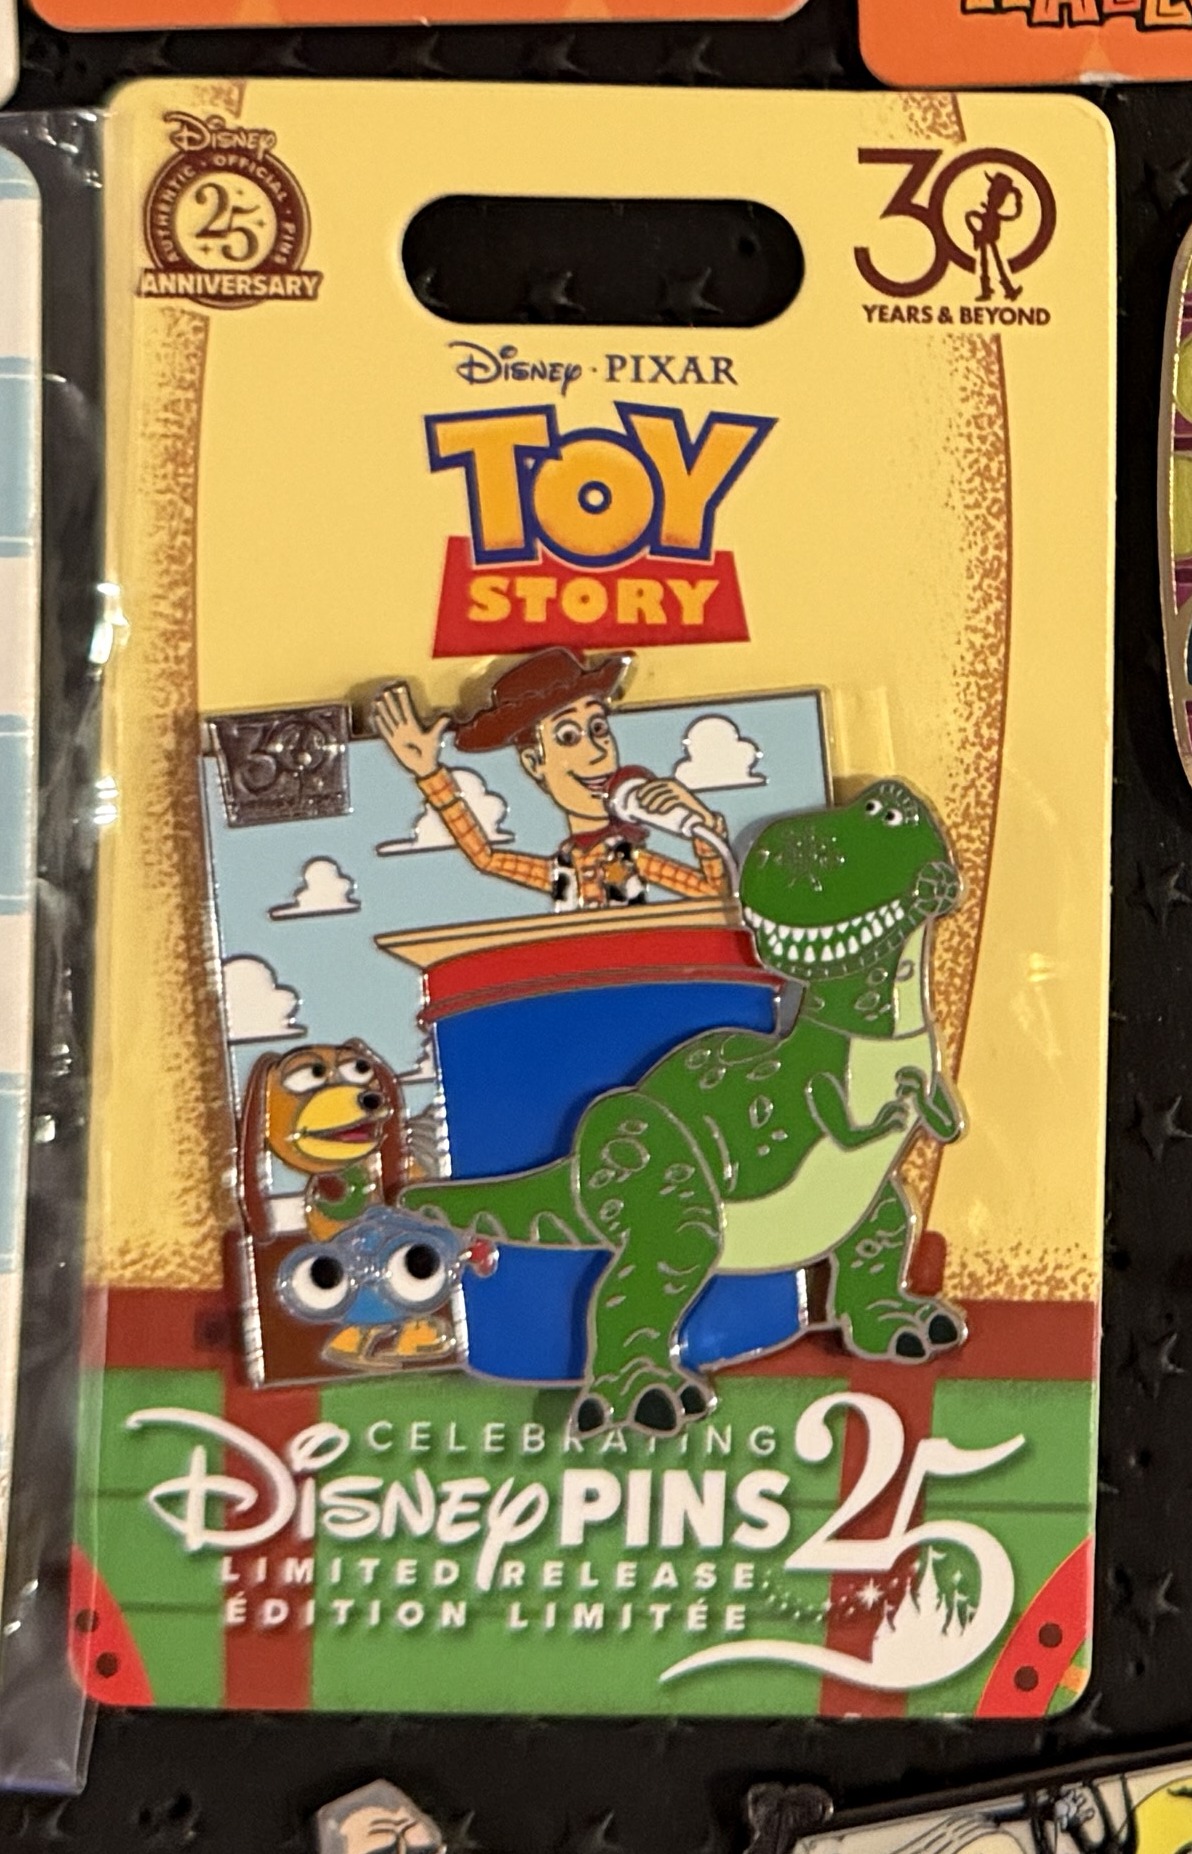 Disney
AUTHENTIC · OFFICIAL · PINS
25
ANNIVERSARY
30
YEARS & BEYOND
Disney · PIXAR
TOY
STORY
30
CELEBRATING
Disney PINS 25
LIMITED RELEASE
ÉDITION LIMITÉE